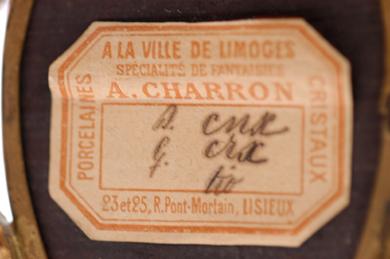 A LA VILLE DE LIMOGES
SPÉCIALITÉ DE FANTAISIES
A. CHARRON
PORCELAINES
CRISTAUX
23 et 25, R. Pont-Mortain, LISIEUX